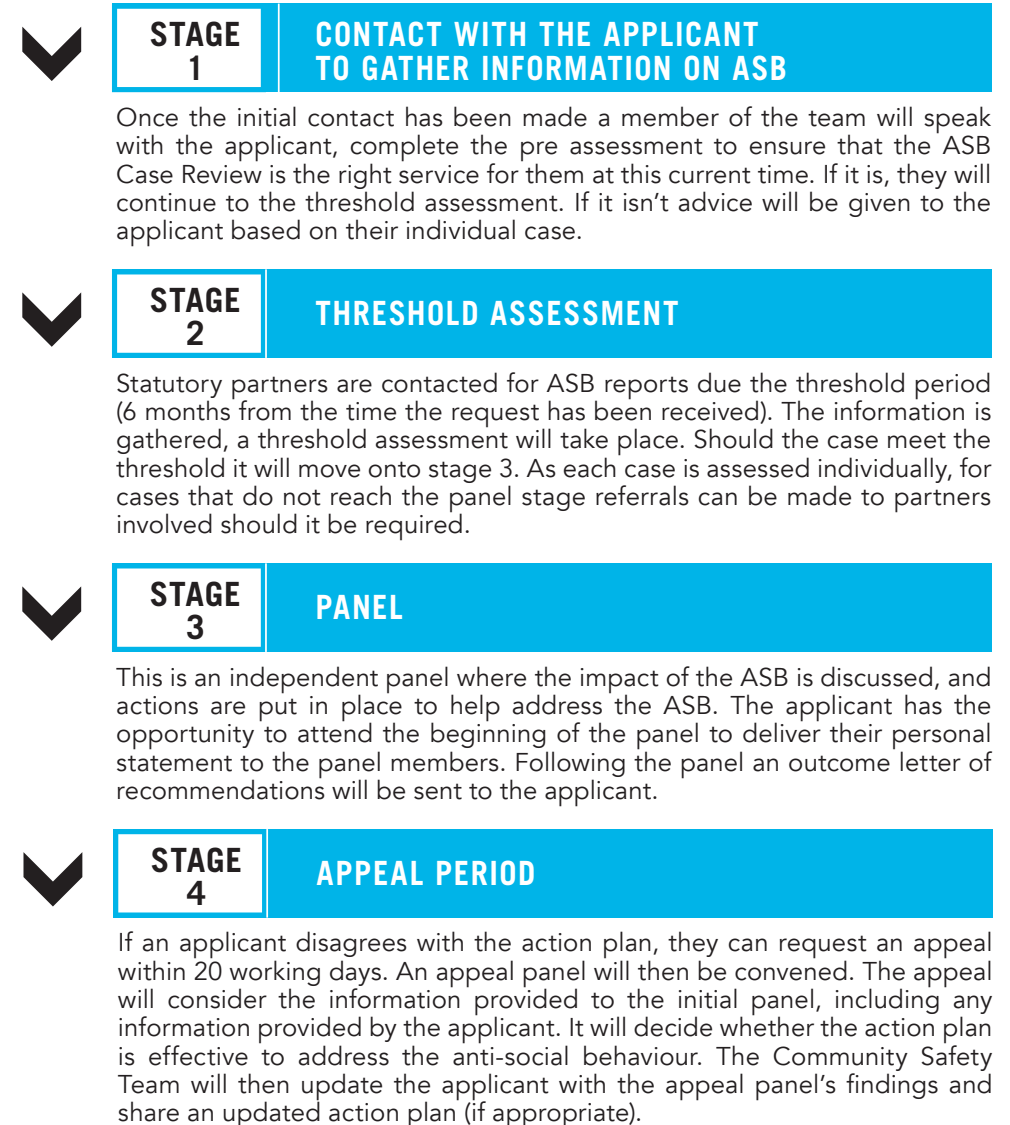 STAGE
1
CONTACT WITH THE APPLICANT
TO GATHER INFORMATION ON ASB
Once the initial contact has been made a member of the team will speak
with the applicant, complete the pre assessment to ensure that the ASB
Case Review is the right service for them at this current time. If it is, they will
continue to the threshold assessment. If it isn’t advice will be given to the
applicant based on their individual case.
STAGE
2
THRESHOLD ASSESSMENT
Statutory partners are contacted for ASB reports due the threshold period
(6 months from the time the request has been received). The information is
gathered, a threshold assessment will take place. Should the case meet the
threshold it will move onto stage 3. As each case is assessed individually, for
cases that do not reach the panel stage referrals can be made to partners
involved should it be required.
STAGE
3
PANEL
This is an independent panel where the impact of the ASB is discussed, and
actions are put in place to help address the ASB. The applicant has the
opportunity to attend the beginning of the panel to deliver their personal
statement to the panel members. Following the panel an outcome letter of
recommendations will be sent to the applicant.
STAGE
4
APPEAL PERIOD
If an applicant disagrees with the action plan, they can request an appeal
within 20 working days. An appeal panel will then be convened. The appeal
will consider the information provided to the initial panel, including any
information provided by the applicant. It will decide whether the action plan
is effective to address the anti-social behaviour. The Community Safety
Team will then update the applicant with the appeal panel’s findings and
share an updated action plan (if appropriate).